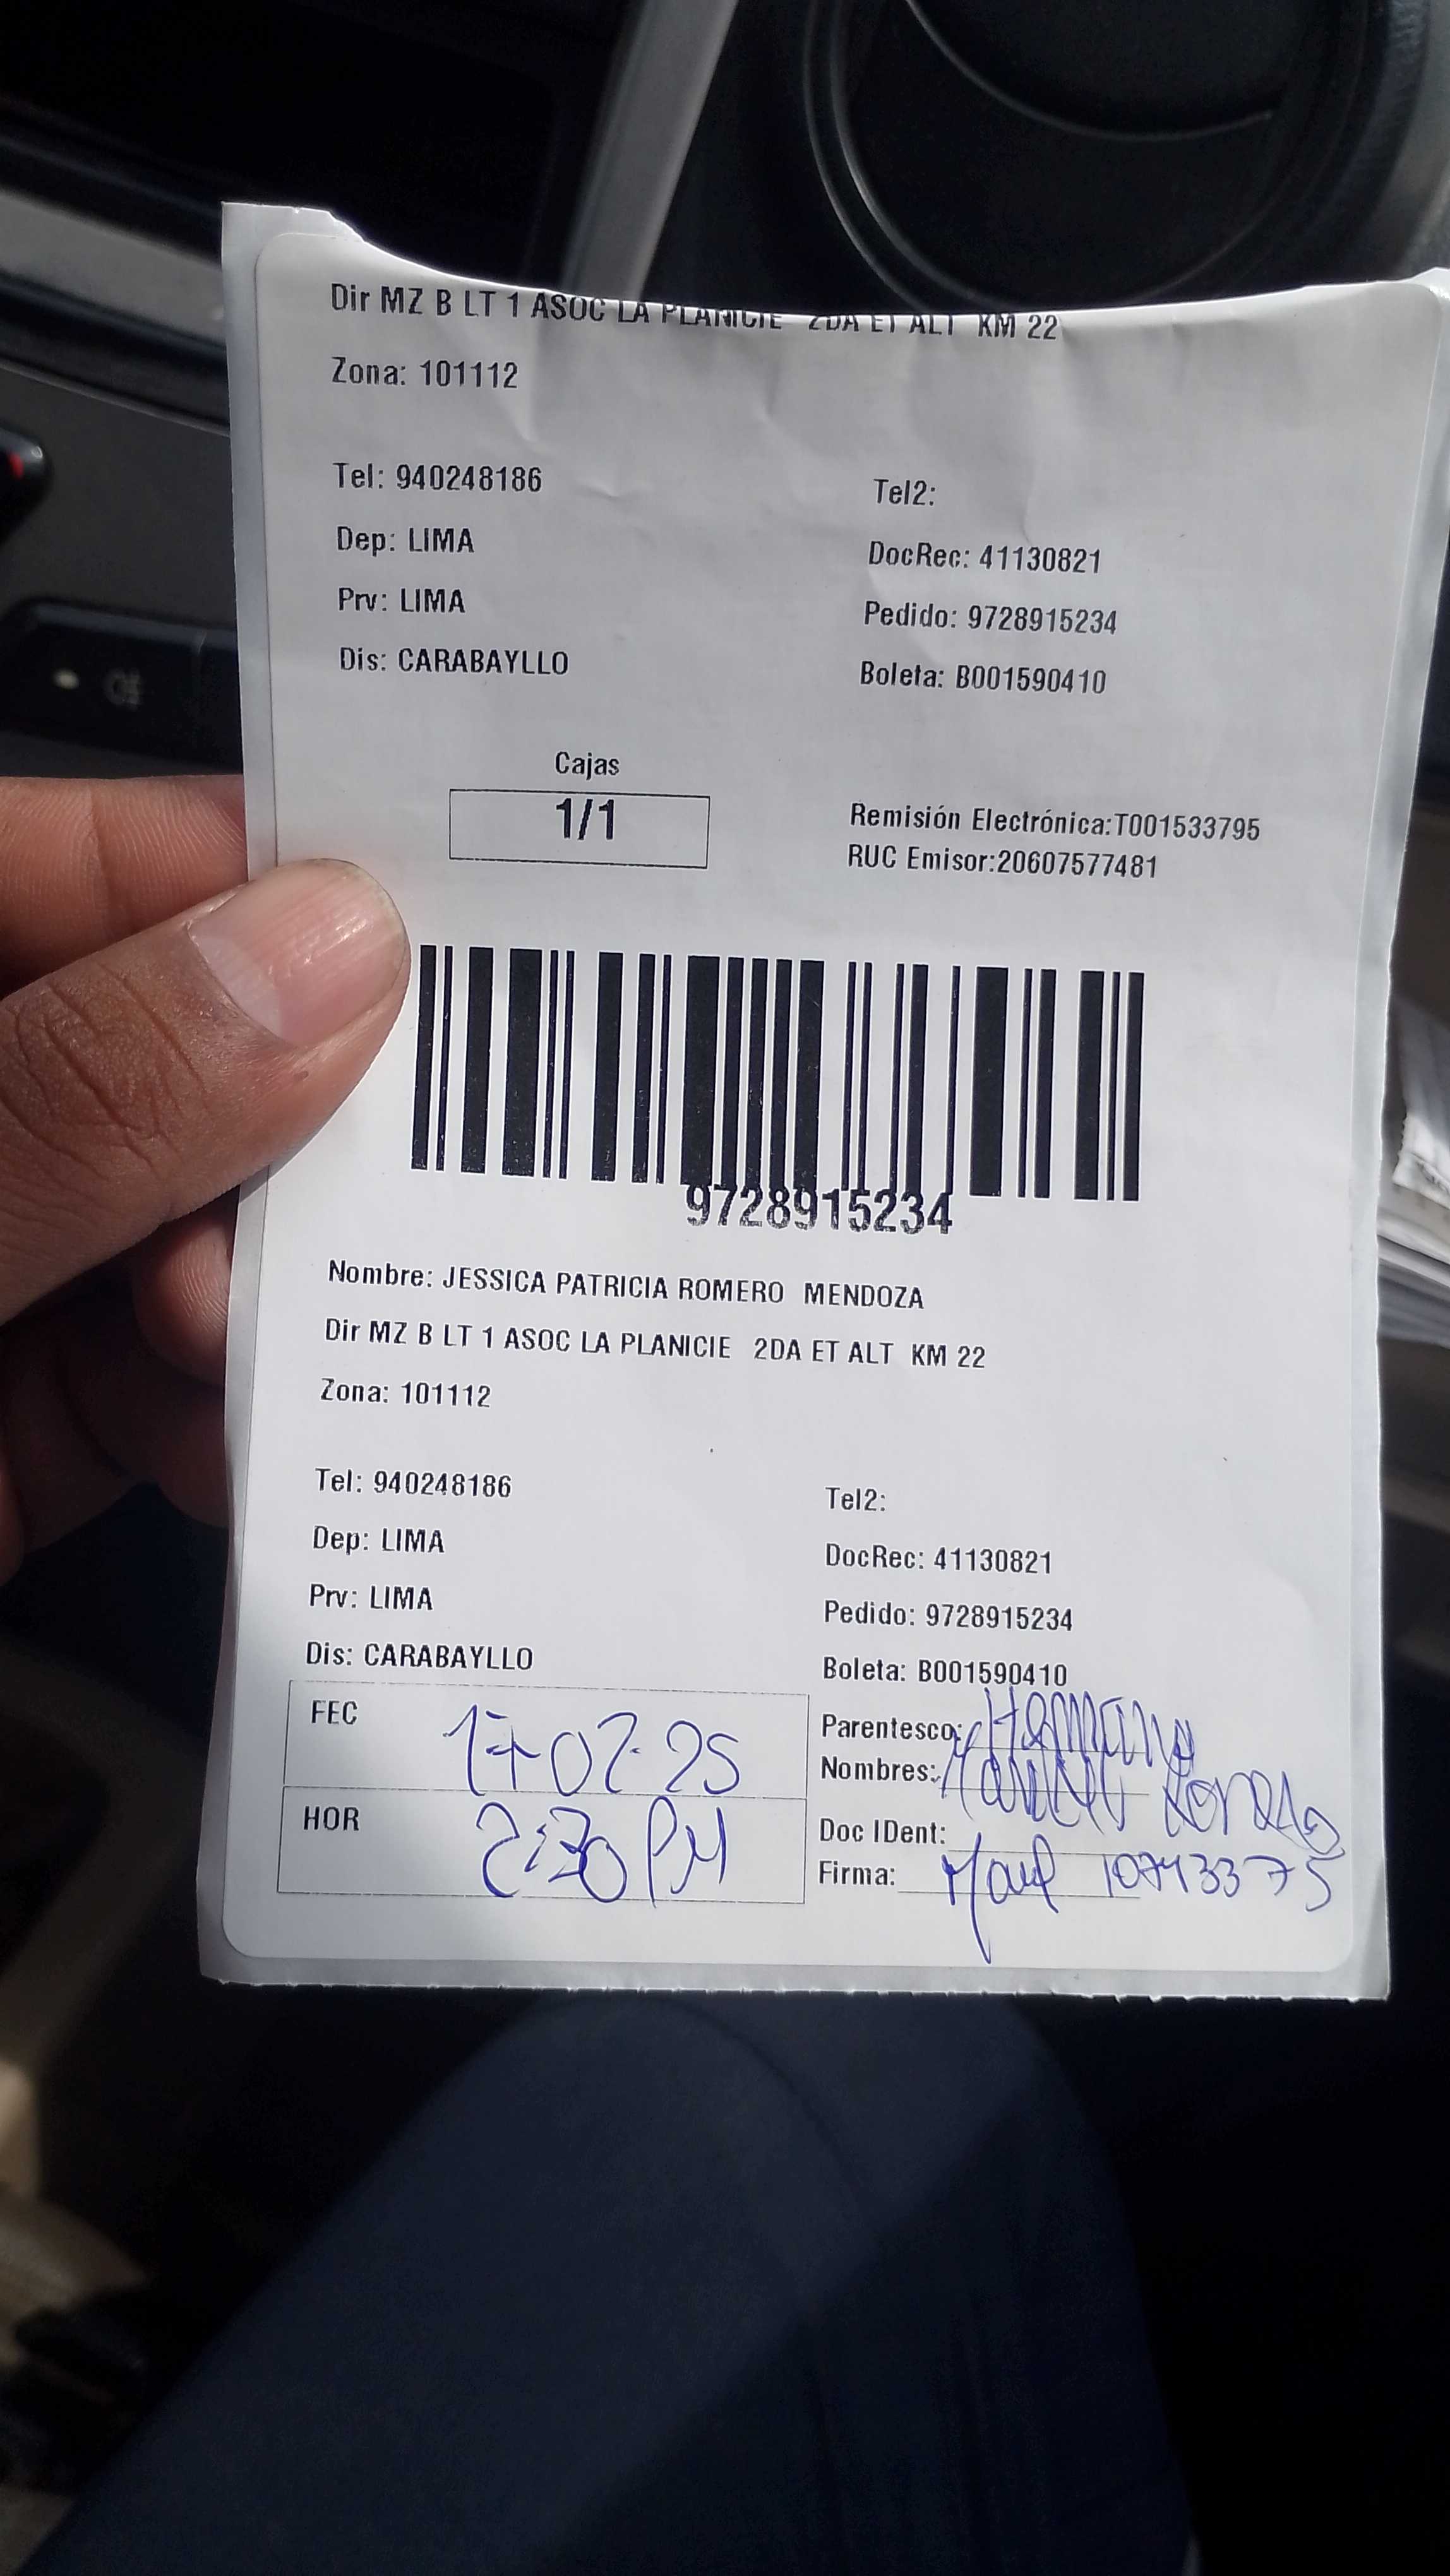 Dir MZ B LT 1 ASOC LA PLANICIE 2DA ET ALT KM 22
Zona: 101112
Tel: 940248186
Tel2:
Dep: LIMA
DocRec: 41130821
Prv: LIMA
Pedido: 9728915234
Dis: CARABAYLLO
Boleta: B001590410
Cajas
1/1
Remisión Electrónica:T001533795
RUC Emisor:20607577481
9728915234
Nombre: JESSICA PATRICIA ROMERO MENDOZA
Dir MZ B LT 1 ASOC LA PLANICIE 2DA ET ALT KM 22
Zona: 101112
Tel: 940248186
Tel2:
Dep: LIMA
DocRec: 41130821
Prv: LIMA
Pedido: 9728915234
Dis: CARABAYLLO
Boleta: B001590410
FEC 17-07-25
Parentesco: Hermano
Nombres:
HOR 2:30 PM
Doc IDent:
Firma: